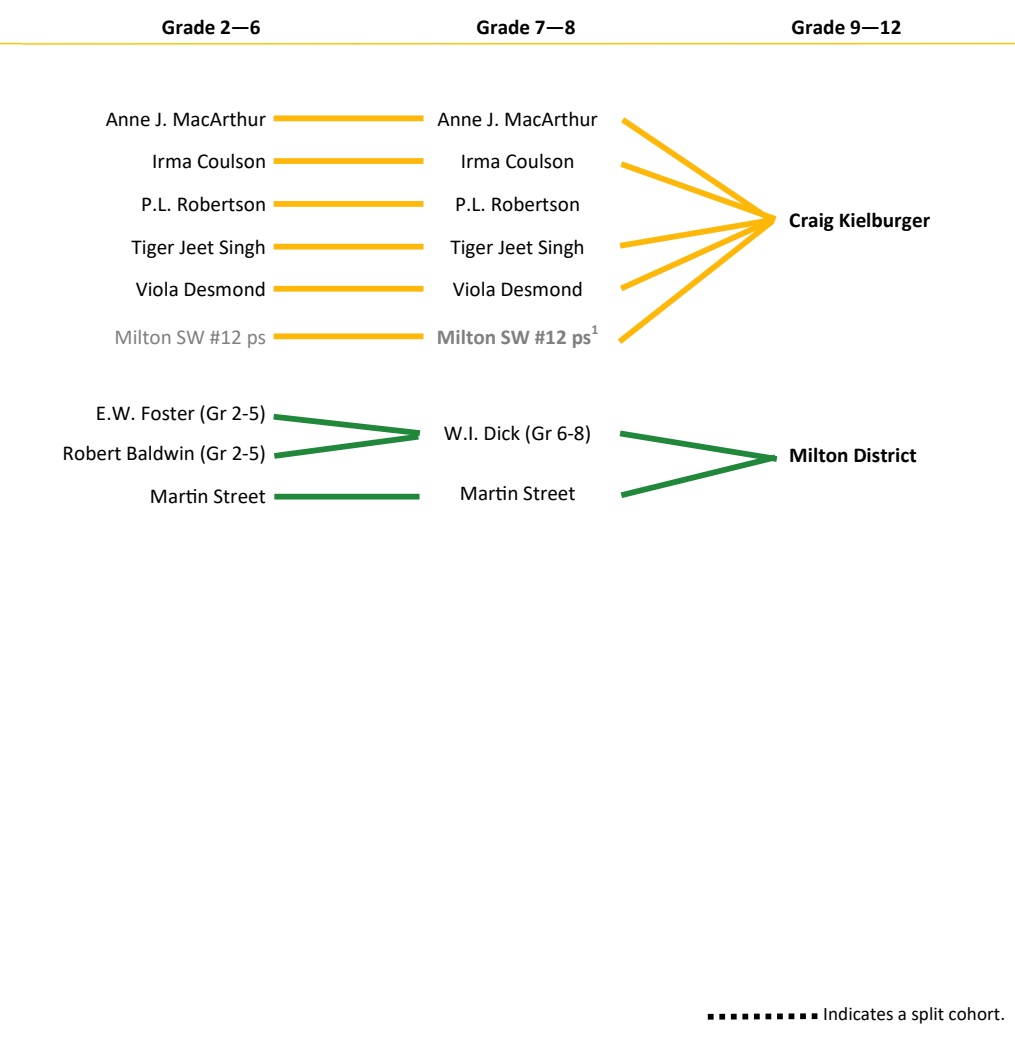 Grade 2—6 Grade 7—8 Grade 9—12
Anne J. MacArthur Anne J. MacArthur
Irma Coulson Irma Coulson
P.L. Robertson P.L. Robertson
Craig Kielburger
Tiger Jeet Singh Tiger Jeet Singh
Viola Desmond Viola Desmond
Milton SW #12 ps Milton SW #12 ps¹
E.W. Foster (Gr 2-5)
W.I. Dick (Gr 6-8)
Robert Baldwin (Gr 2-5)
Milton District
Martin Street Martin Street
Indicates a split cohort.